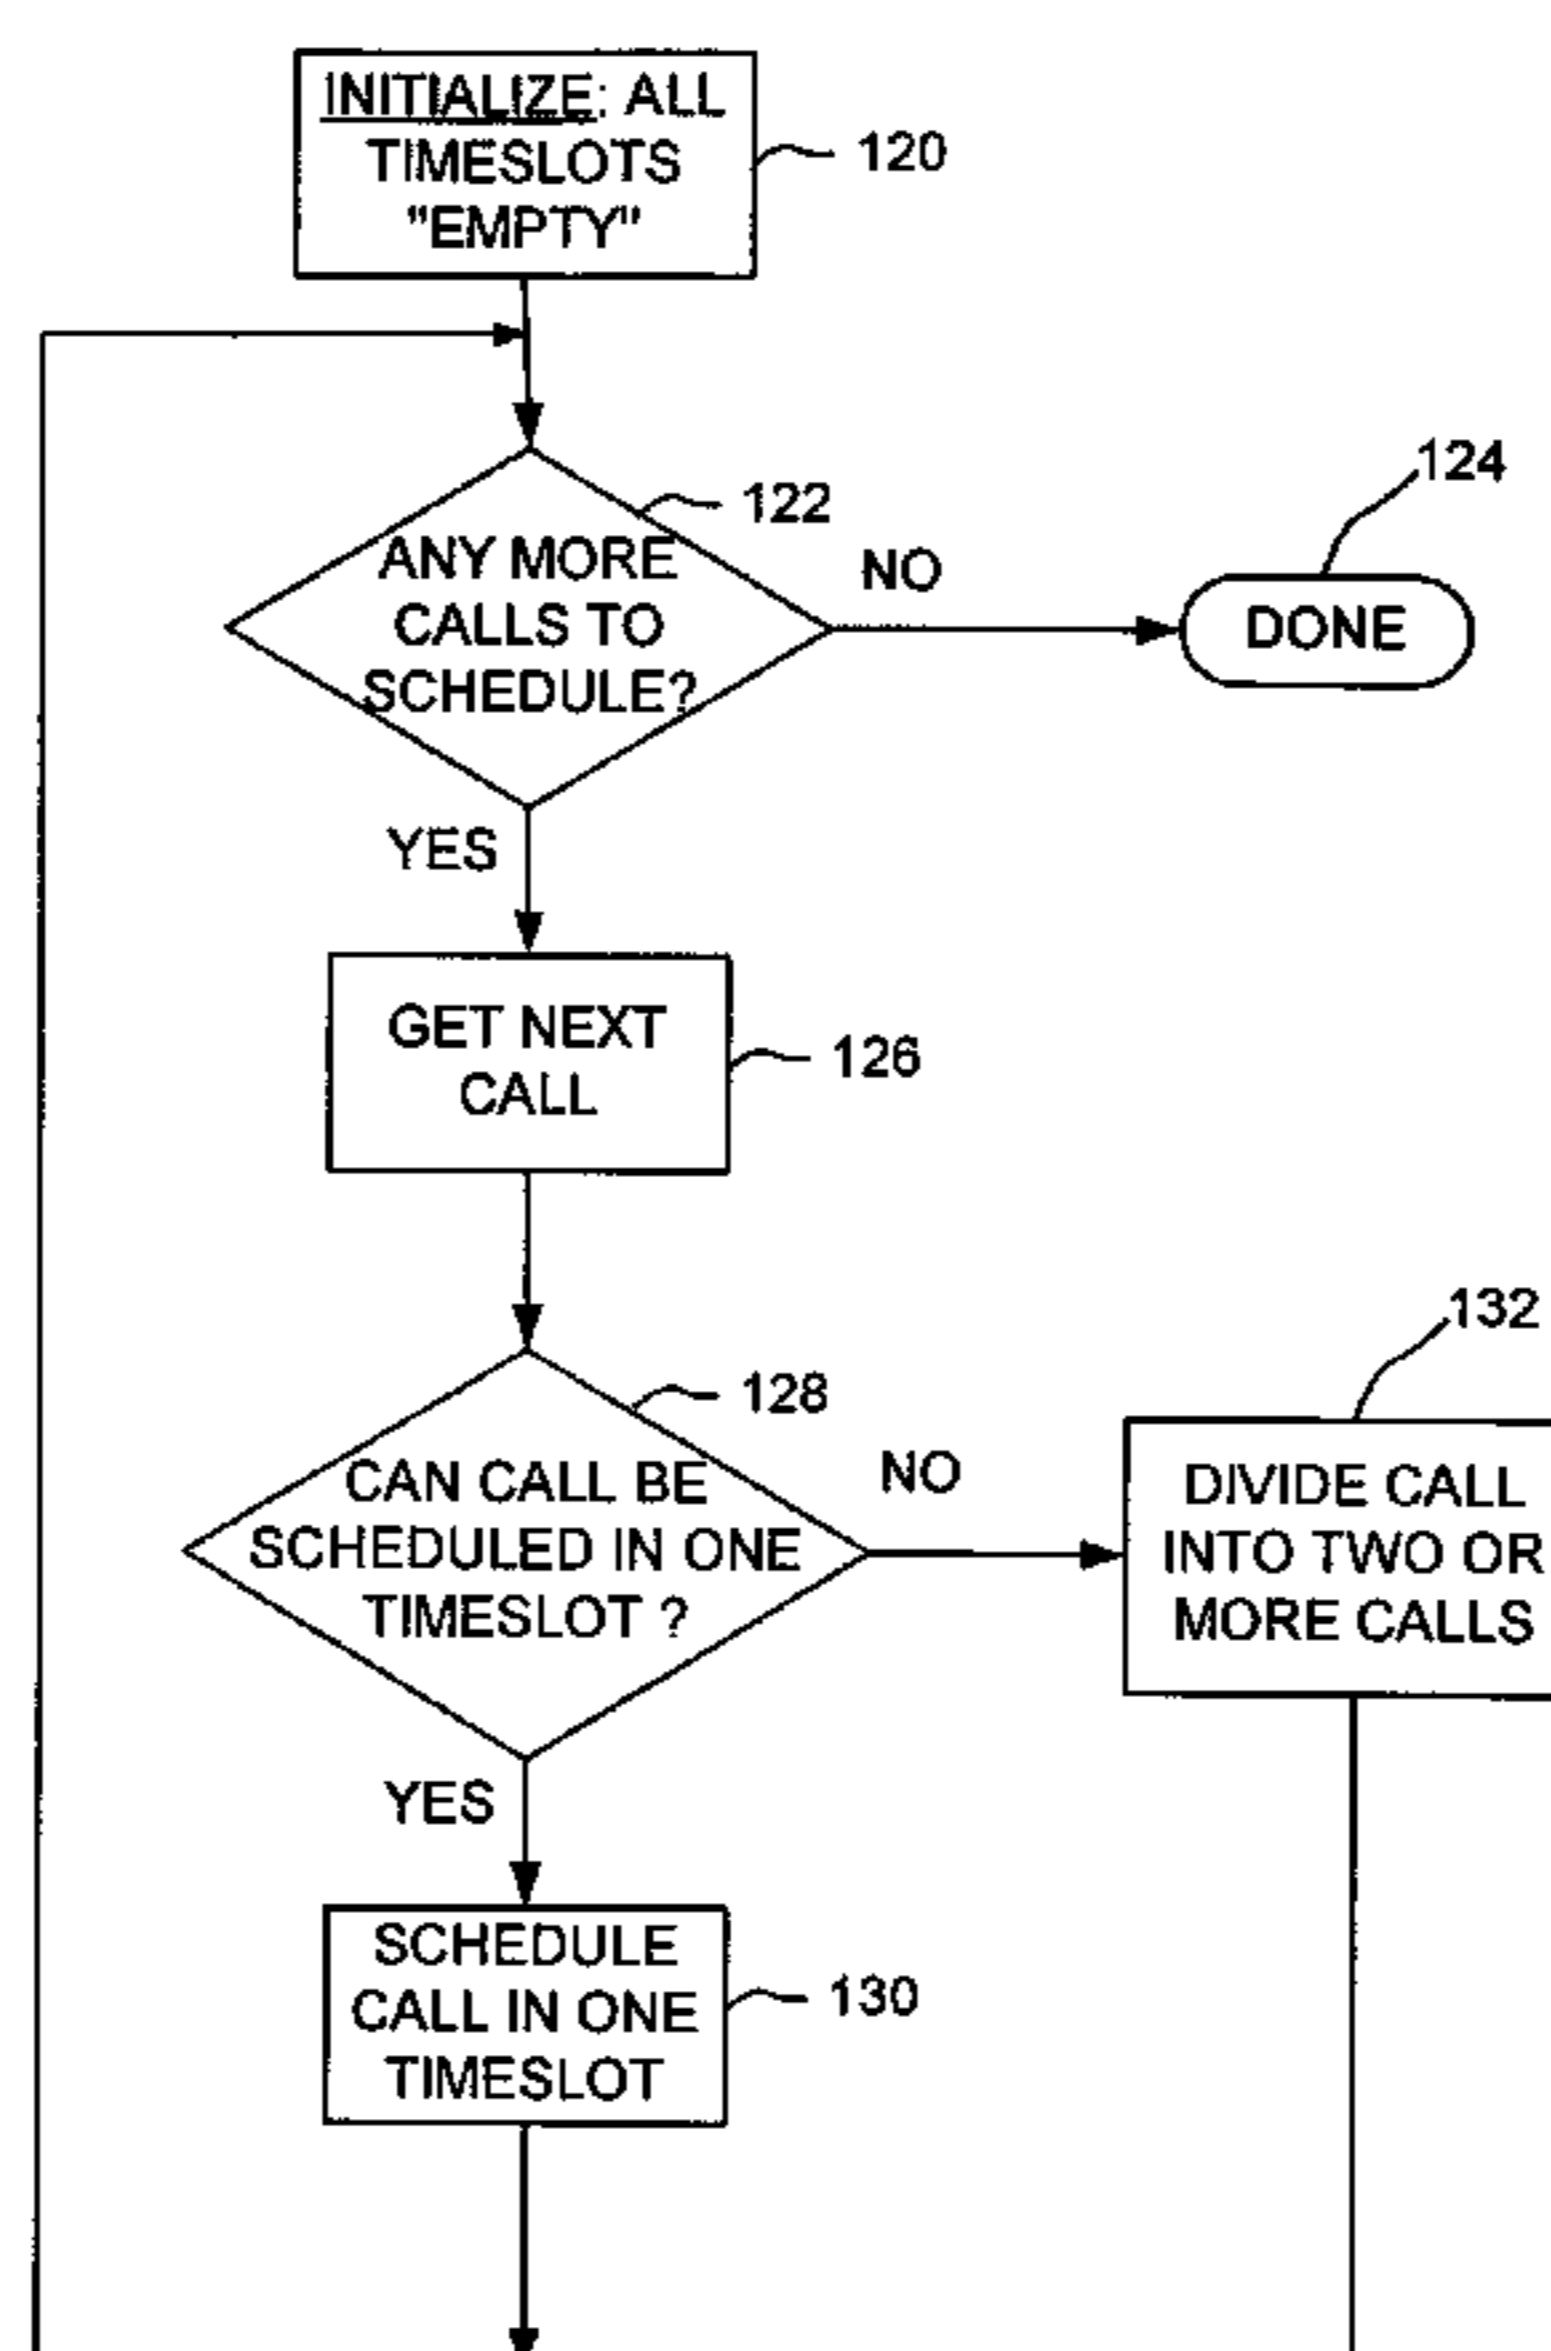 INITIALIZE: ALL
TIMESLOTS
"EMPTY"
120
124
122
ANY MORE
CALLS TO
SCHEDULE?
NO
DONE
YES
GET NEXT
CALL
126
132
128
CAN CALL BE
SCHEDULED IN ONE
TIMESLOT ?
NO
DIVIDE CALL
INTO TWO OR
MORE CALLS
YES
SCHEDULE
CALL IN ONE
TIMESLOT
130